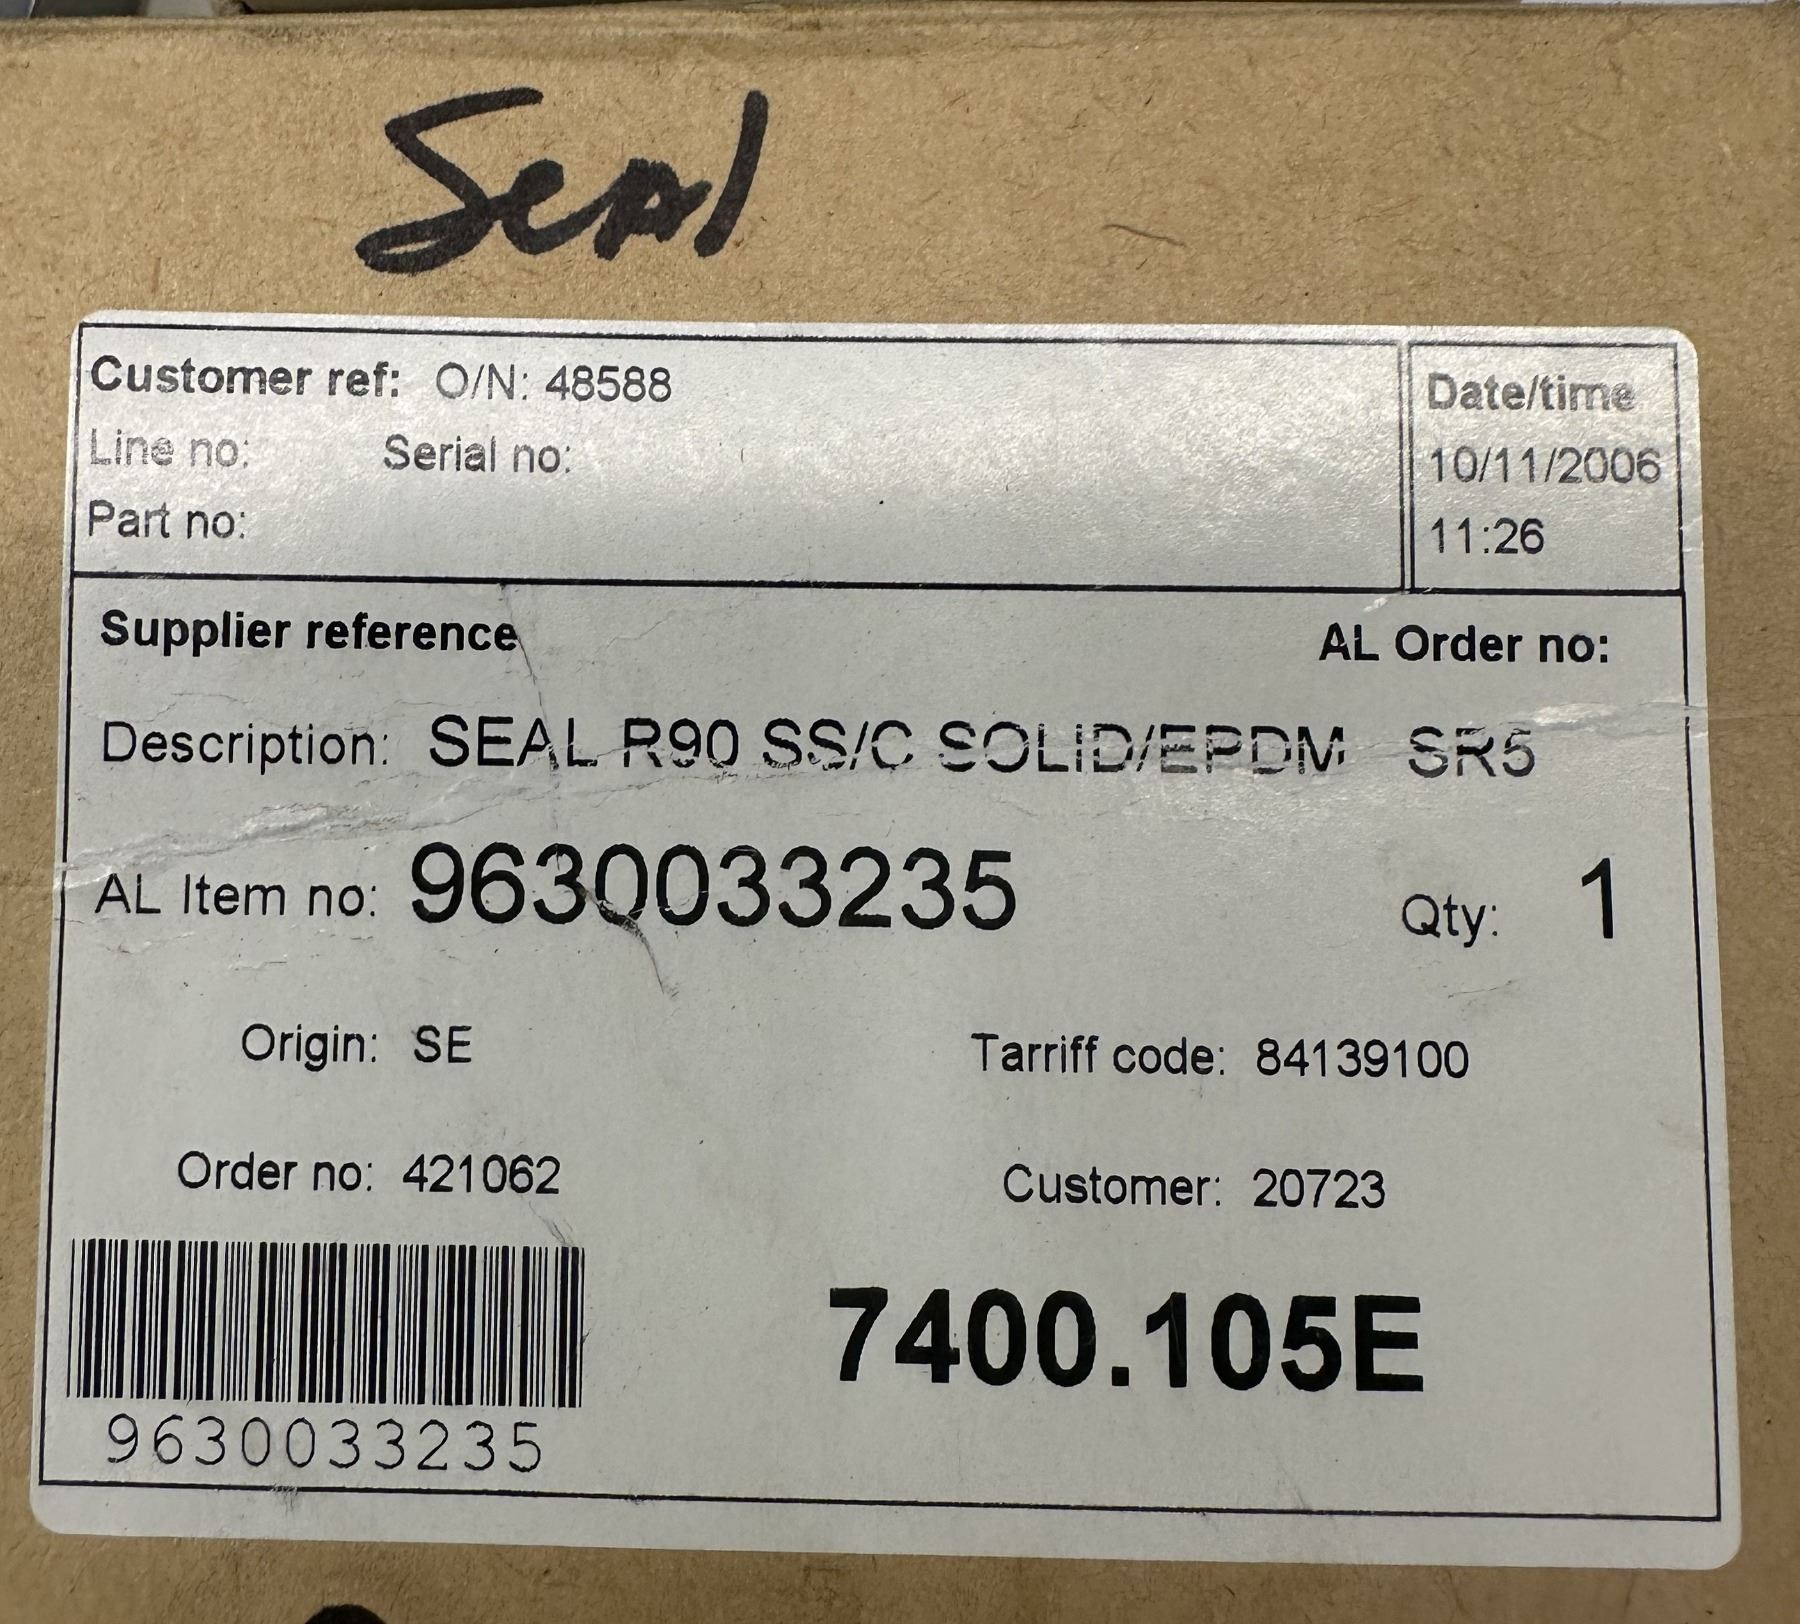 Seal
Customer ref: O/N: 48588
Line no: Serial no:
Part no:
Date/time
10/11/2006
11:26
Supplier reference AL Order no:
Description: SEAL R90 SS/C SOLID/EPDM SR5
AL Item no: 9630033235 Qty: 1
Origin: SE Tarriff code: 84139100
Order no: 421062 Customer: 20723
7400.105E
9630033235